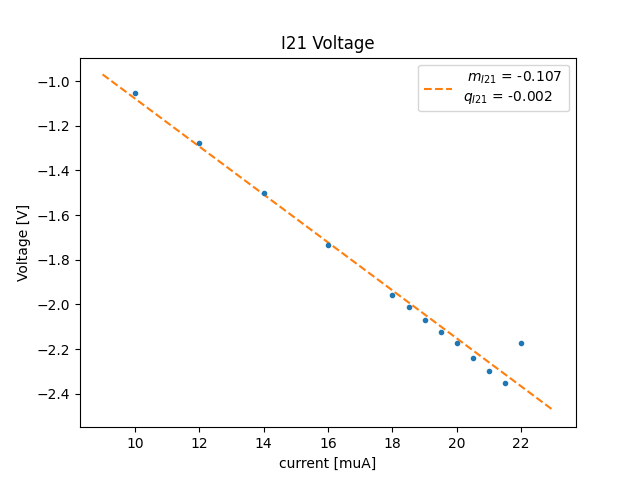 I21 Voltage
m_{I21} = -0.107
q_{I21} = -0.002
Voltage [V]
−1.0
−1.2
−1.4
−1.6
−1.8
−2.0
−2.2
−2.4
10 12 14 16 18 20 22
current [muA]